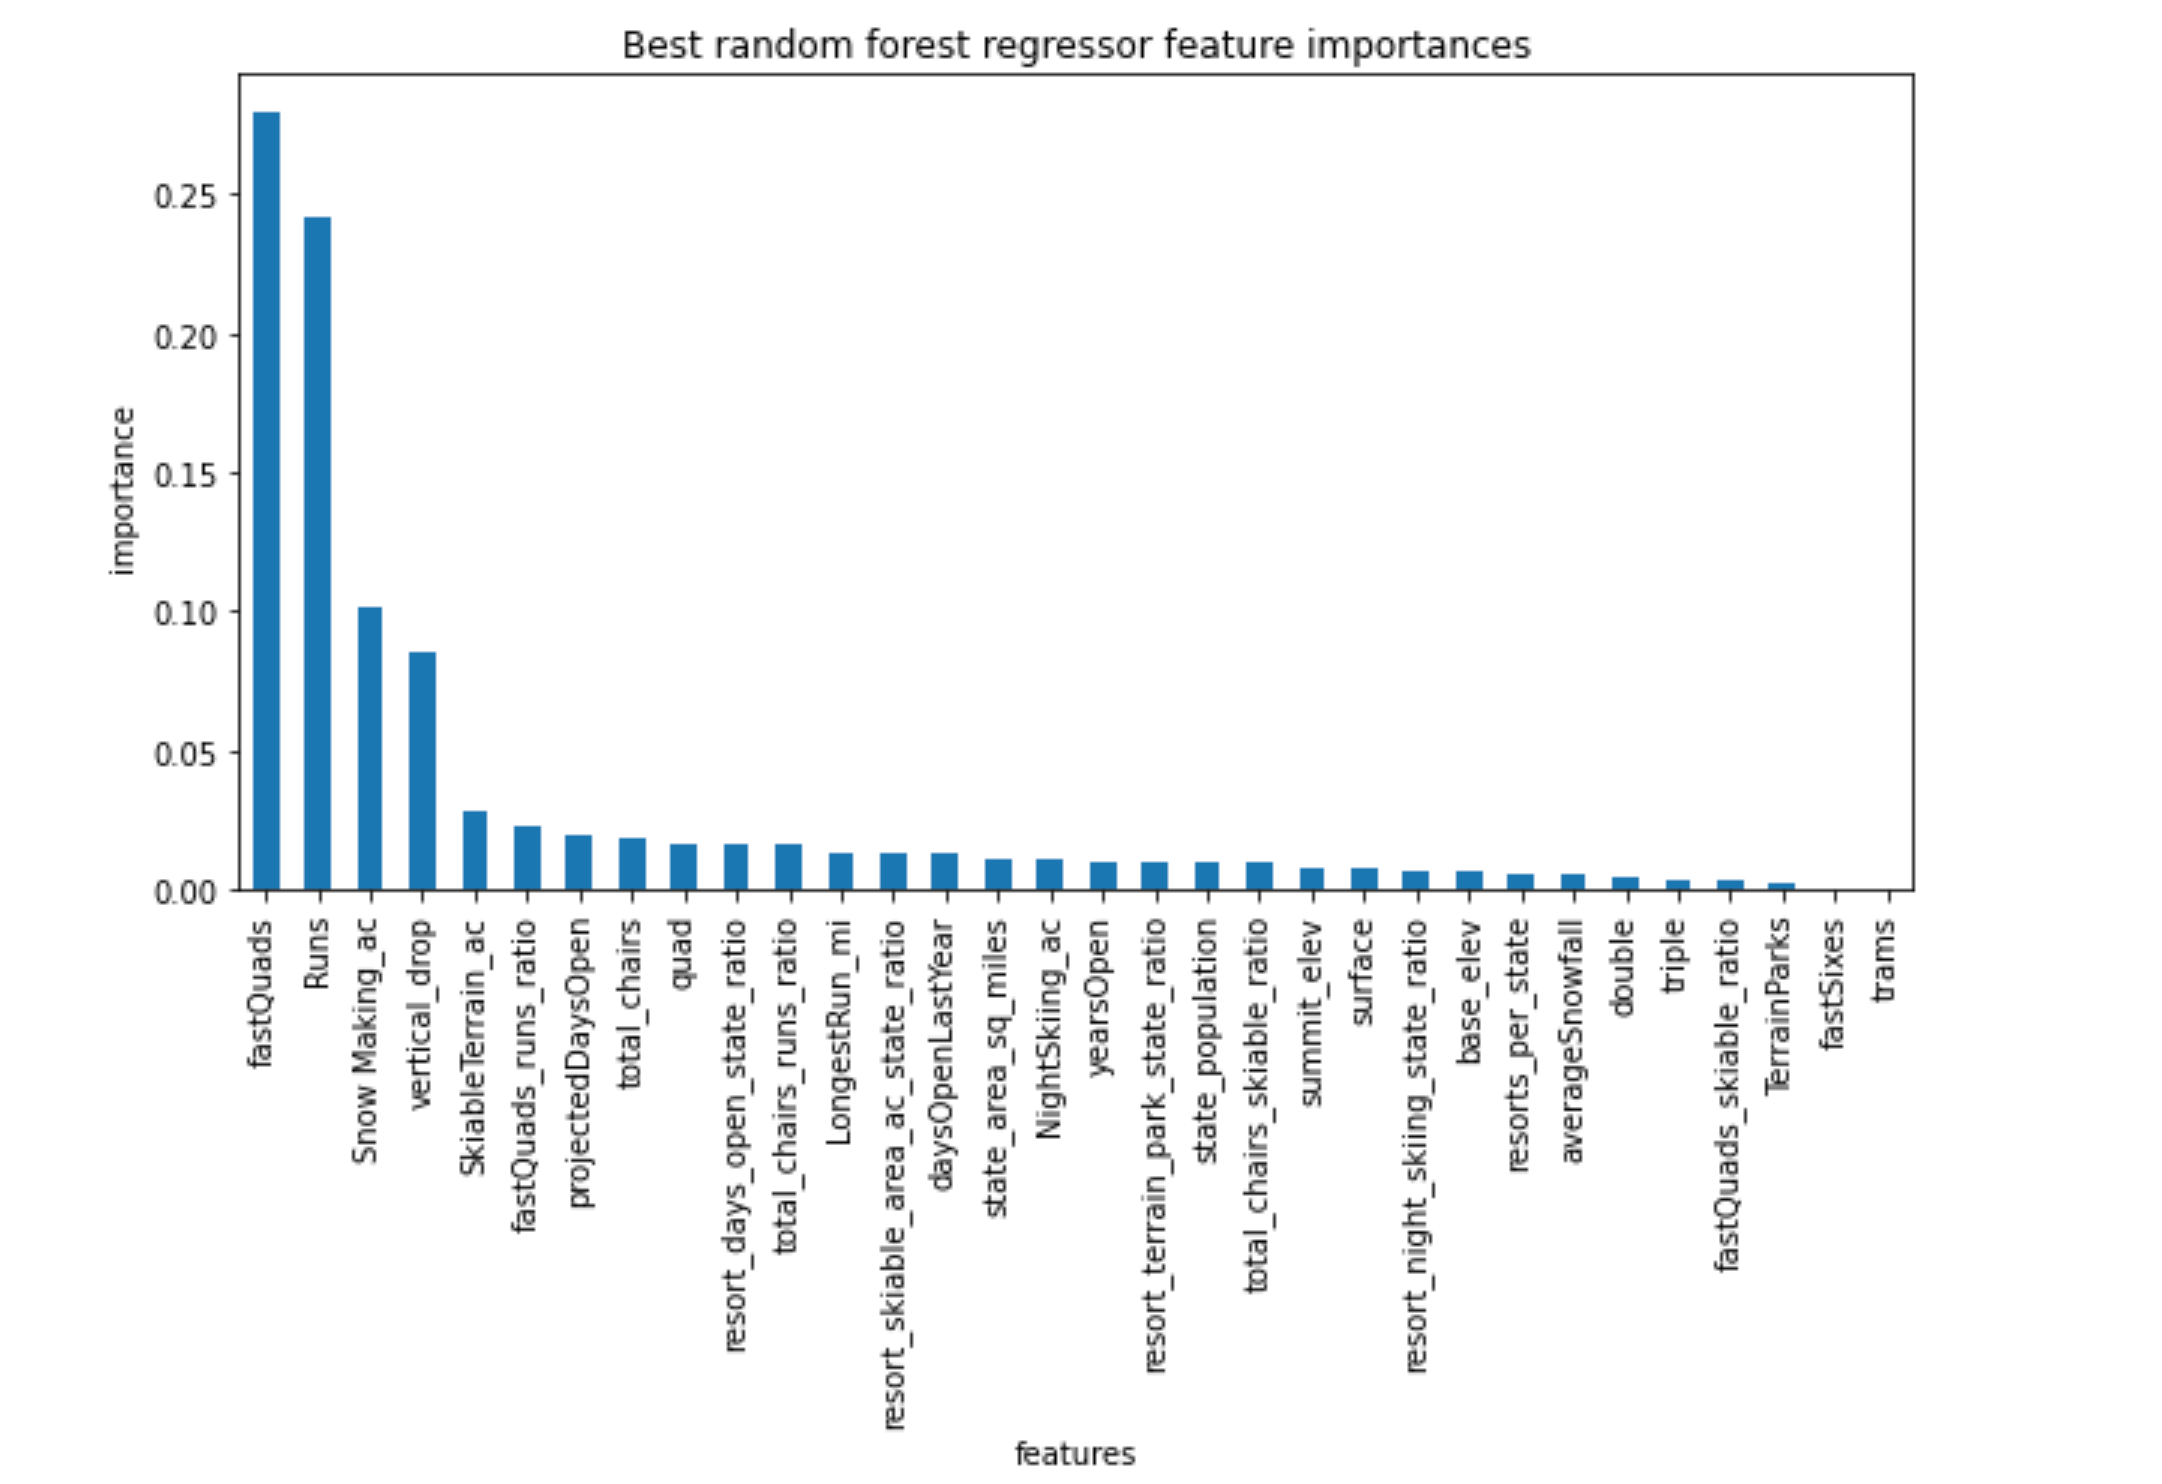 Best random forest regressor feature importances
0.25
0.20
0.15
0.10
0.05
0.00
importance
fastQuads
Runs
Snow Making_ac
vertical_drop
SkiableTerrain_ac
fastQuads_runs_ratio
projectedDaysOpen
total_chairs
quad
resort_days_open_state_ratio
total_chairs_runs_ratio
LongestRun_mi
resort_skiable_area_ac_state_ratio
daysOpenLastYear
state_area_sq_miles
NightSkiing_ac
yearsOpen
resort_terrain_park_state_ratio
state_population
total_chairs_skiable_ratio
summit_elev
surface
resort_night_skiing_state_ratio
base_elev
resorts_per_state
averageSnowfall
double
triple
fastQuads_skiable_ratio
TerrainParks
fastSixes
trams
features